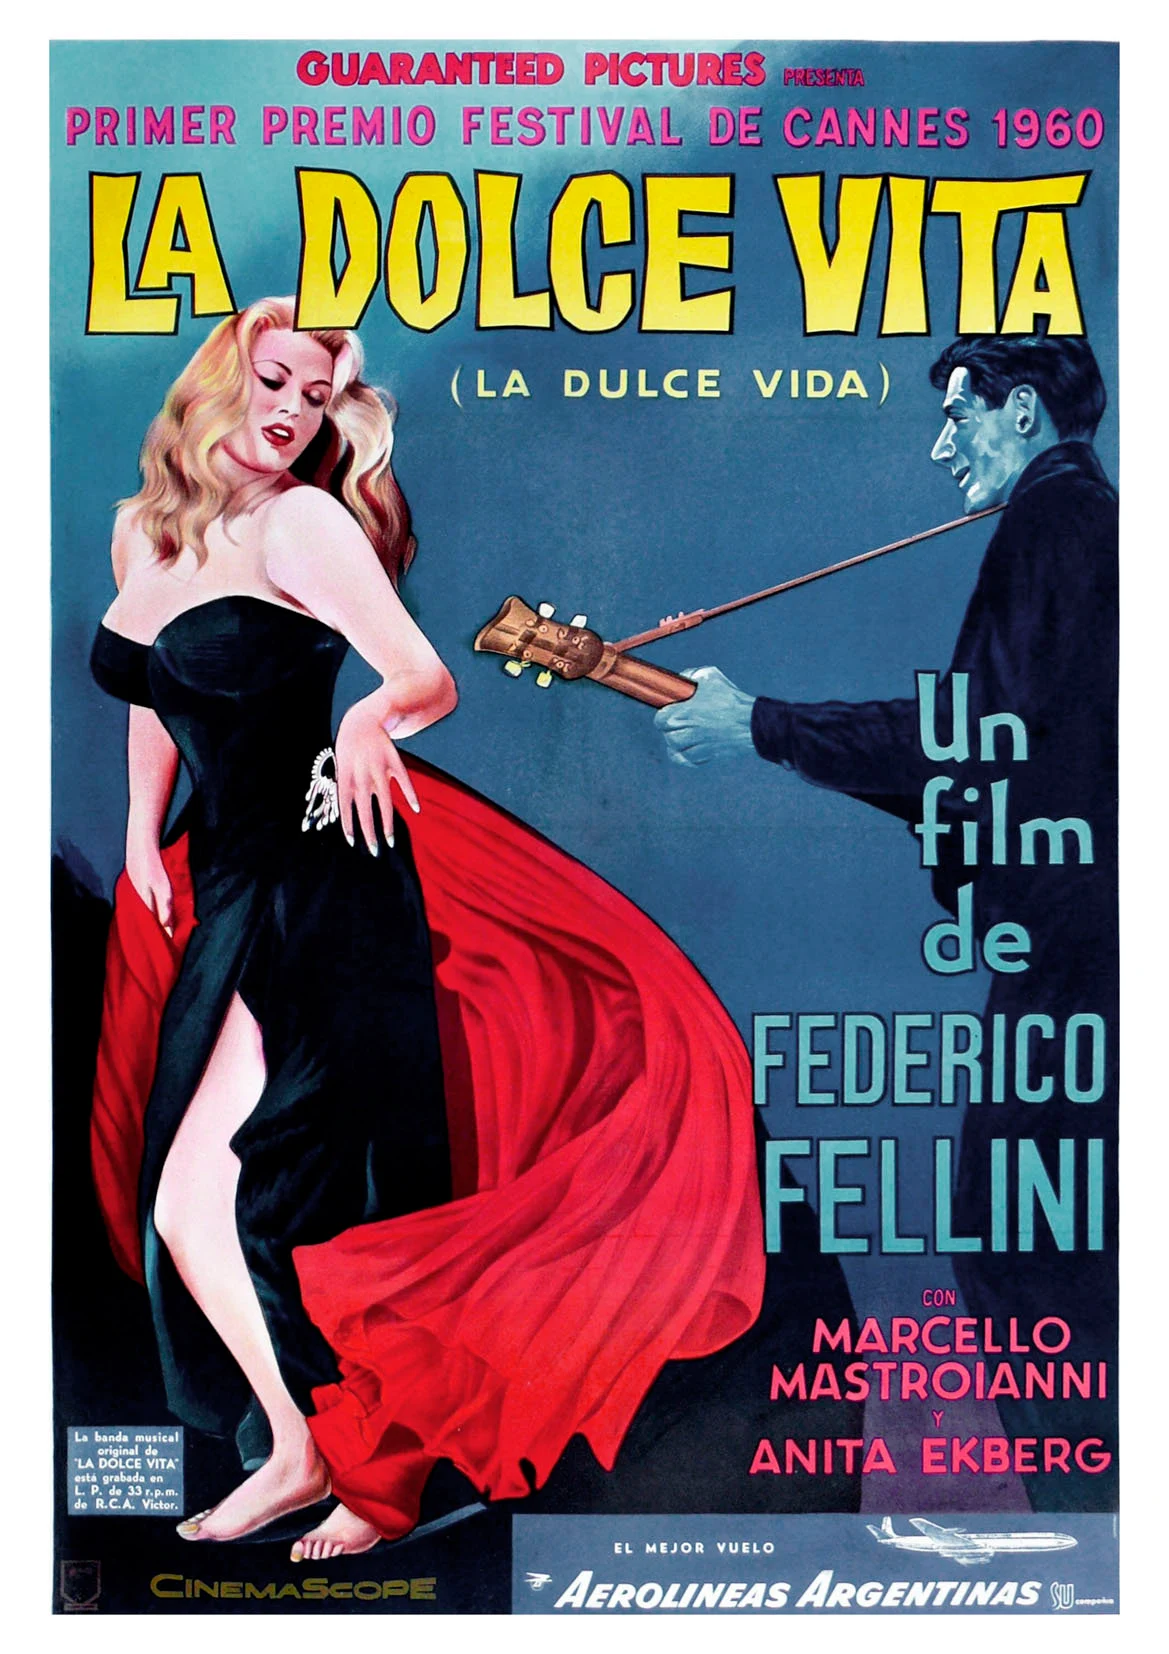 GUARANTEED PICTURES PRESENTA
PRIMER PREMIO FESTIVAL DE CANNES 1960
LA DOLCE VITA
(LA DULCE VIDA)
Un
film
de
FEDERICO
FELLINI
CON
MARCELLO
MASTROIANNI
Y
ANITA EKBERG
La banda musical
original de
"LA DOLCE VITA"
está grabada en
L. P. de 33 r.p.m.
de R.C.A. Victor.
EL MEJOR VUELO
CINEMASCOPE
AEROLINEAS ARGENTINAS SU compañia